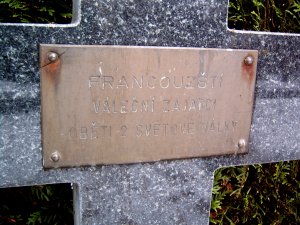 FRANCOUZŠTÍ
VÁLEČNÍ ZAJATCI
OBĚTI 2 SVĚTOVÉ VÁLKY